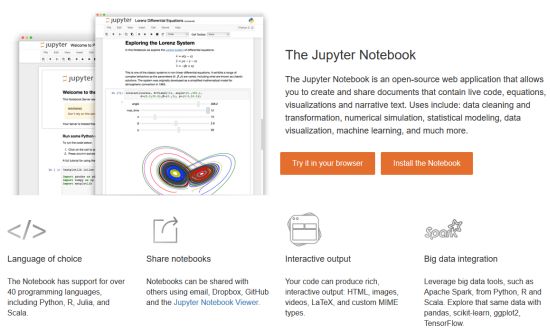 jupyter Lorenz Differential Equations
jupyter Welcome to P
Exploring the Lorenz System
The Jupyter Notebook
The Jupyter Notebook is an open-source web application that allows
you to create and share documents that contain live code, equations,
visualizations and narrative text. Uses include: data cleaning and
transformation, numerical simulation, statistical modeling, data
visualization, machine learning, and much more.
Try it in your browser
Install the Notebook
Language of choice
The Notebook has support for over
40 programming languages,
including Python, R, Julia, and
Scala.
Share notebooks
Notebooks can be shared with
others using email, Dropbox, GitHub
and the Jupyter Notebook Viewer.
Interactive output
Your code can produce rich,
interactive output: HTML, images,
videos, LaTeX, and custom MIME
types.
Spark
Big data integration
Leverage big data tools, such as
Apache Spark, from Python, R and
Scala. Explore that same data with
pandas, scikit-learn, ggplot2,
TensorFlow.